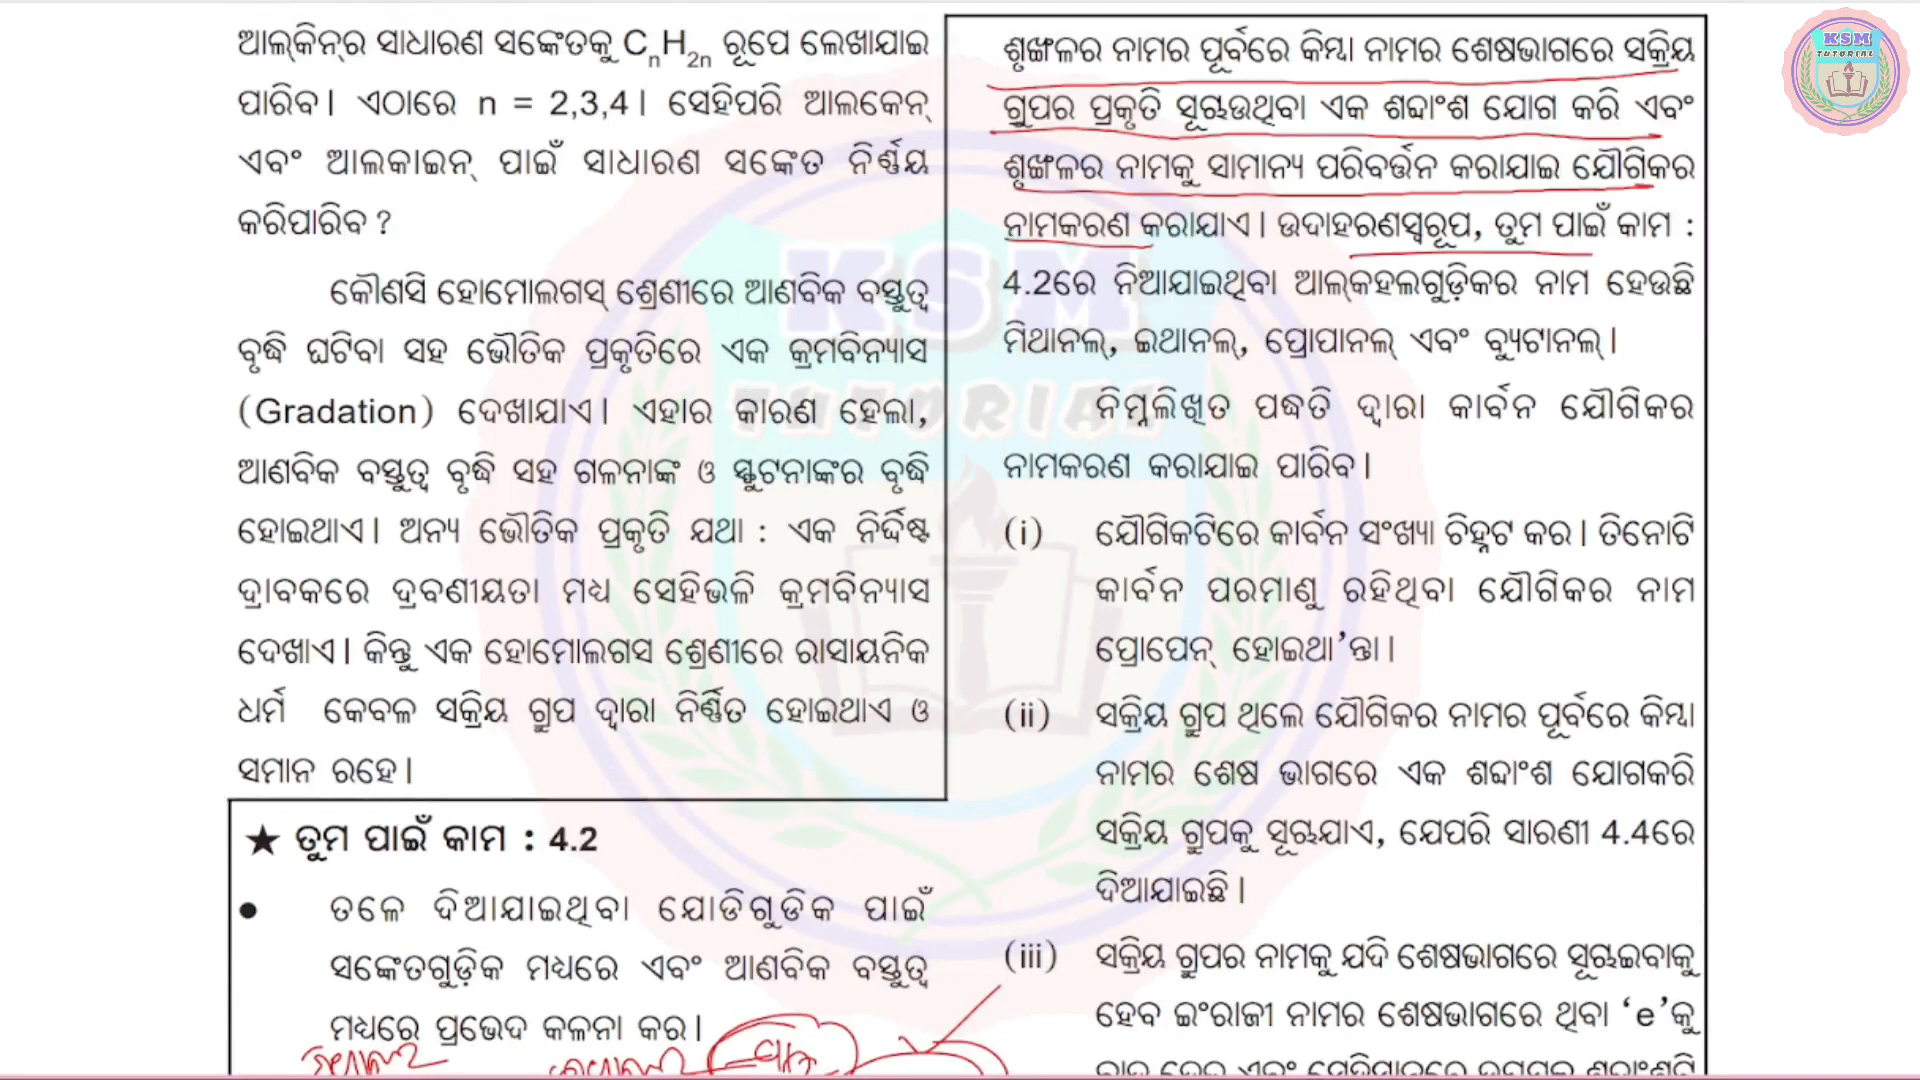 ଆଲ୍‌କିନ୍‌ର ସାଧାରଣ ସଙ୍କେତକୁ CnH2n ରୂପେ ଲେଖାଯାଇ
ପାରିବ। ଏଠାରେ n = 2,3,4। ସେହିପରି ଆଲକେନ୍
ଏବଂ ଆଲକାଇନ୍ ପାଇଁ ସାଧାରଣ ସଙ୍କେତ ନିର୍ଣ୍ଣୟ
କରିପାରିବ ?
କୌଣସି ହୋମୋଲଗସ୍ ଶ୍ରେଣୀରେ ଆଣବିକ ବସ୍ତୁତ୍ୱ
ବୃଦ୍ଧି ଘଟିବା ସହ ଭୌତିକ ପ୍ରକୃତିରେ ଏକ କ୍ରମବିନ୍ୟାସ
(Gradation) ଦେଖାଯାଏ। ଏହାର କାରଣ ହେଲା,
ଆଣବିକ ବସ୍ତୁତ୍ୱ ବୃଦ୍ଧି ସହ ଗଳନାଙ୍କ ଓ ସ୍ଫୁଟନାଙ୍କର ବୃଦ୍ଧି
ହୋଇଥାଏ। ଅନ୍ୟ ଭୌତିକ ପ୍ରକୃତି ଯଥା : ଏକ ନିର୍ଦ୍ଦିଷ୍ଟ
ଦ୍ରାବକରେ ଦ୍ରବଣୀୟତା ମଧ୍ୟ ସେହିଭଳି କ୍ରମବିନ୍ୟାସ
ଦେଖାଏ। କିନ୍ତୁ ଏକ ହୋମୋଲଗସ ଶ୍ରେଣୀରେ ରାସାୟନିକ
ଧର୍ମ କେବଳ ସକ୍ରିୟ ଗ୍ରୁପ ଦ୍ୱାରା ନିର୍ଣ୍ଣିତ ହୋଇଥାଏ ଓ
ସମାନ ରହେ।
★ ତୁମ ପାଇଁ କାମ : 4.2
● ତଳେ ଦିଆଯାଇଥିବା ଯୋଡିଗୁଡିକ ପାଇଁ
ସଙ୍କେତଗୁଡ଼ିକ ମଧ୍ୟରେ ଏବଂ ଆଣବିକ ବସ୍ତୁତ୍ୱ
ମଧ୍ୟରେ ପ୍ରଭେଦ କଳନା କର।
ଶୃଙ୍ଖଳର ନାମର ପୂର୍ବରେ କିମ୍ବା ନାମର ଶେଷଭାଗରେ ସକ୍ରିୟ
ଗ୍ରୁପର ପ୍ରକୃତି ସୂଚାଉଥିବା ଏକ ଶବ୍ଦାଂଶ ଯୋଗ କରି ଏବଂ
ଶୃଙ୍ଖଳର ନାମକୁ ସାମାନ୍ୟ ପରିବର୍ତ୍ତନ କରାଯାଇ ଯୌଗିକର
ନାମକରଣ କରାଯାଏ। ଉଦାହରଣସ୍ୱରୂପ, ତୁମ ପାଇଁ କାମ :
4.2ରେ ନିଆଯାଇଥିବା ଆଲ୍‌କହଲଗୁଡ଼ିକର ନାମ ହେଉଛି
ମିଥାନଲ୍, ଇଥାନଲ୍, ପ୍ରୋପାନଲ୍ ଏବଂ ବ୍ୟୁଟାନଲ୍।
ନିମ୍ନଲିଖିତ ପଦ୍ଧତି ଦ୍ୱାରା କାର୍ବନ ଯୌଗିକର
ନାମକରଣ କରାଯାଇ ପାରିବ।
(i) ଯୌଗିକଟିରେ କାର୍ବନ ସଂଖ୍ୟା ଚିହ୍ନଟ କର। ତିନୋଟି
କାର୍ବନ ପରମାଣୁ ରହିଥିବା ଯୌଗିକର ନାମ
ପ୍ରୋପେନ୍ ହୋଇଥା’ନ୍ତା।
(ii) ସକ୍ରିୟ ଗ୍ରୁପ ଥିଲେ ଯୌଗିକର ନାମର ପୂର୍ବରେ କିମ୍ବା
ନାମର ଶେଷ ଭାଗରେ ଏକ ଶବ୍ଦାଂଶ ଯୋଗକରି
ସକ୍ରିୟ ଗ୍ରୁପକୁ ସୂଚାଯାଏ, ଯେପରି ସାରଣୀ 4.4ରେ
ଦିଆଯାଇଛି।
(iii) ସକ୍ରିୟ ଗ୍ରୁପର ନାମକୁ ଯଦି ଶେଷଭାଗରେ ସୂଚାଇବାକୁ
ହେବ ଇଂରାଜୀ ନାମର ଶେଷଭାଗରେ ଥିବା ‘e’କୁ
KSM
TUTORIAL
KSM
TUTORIAL